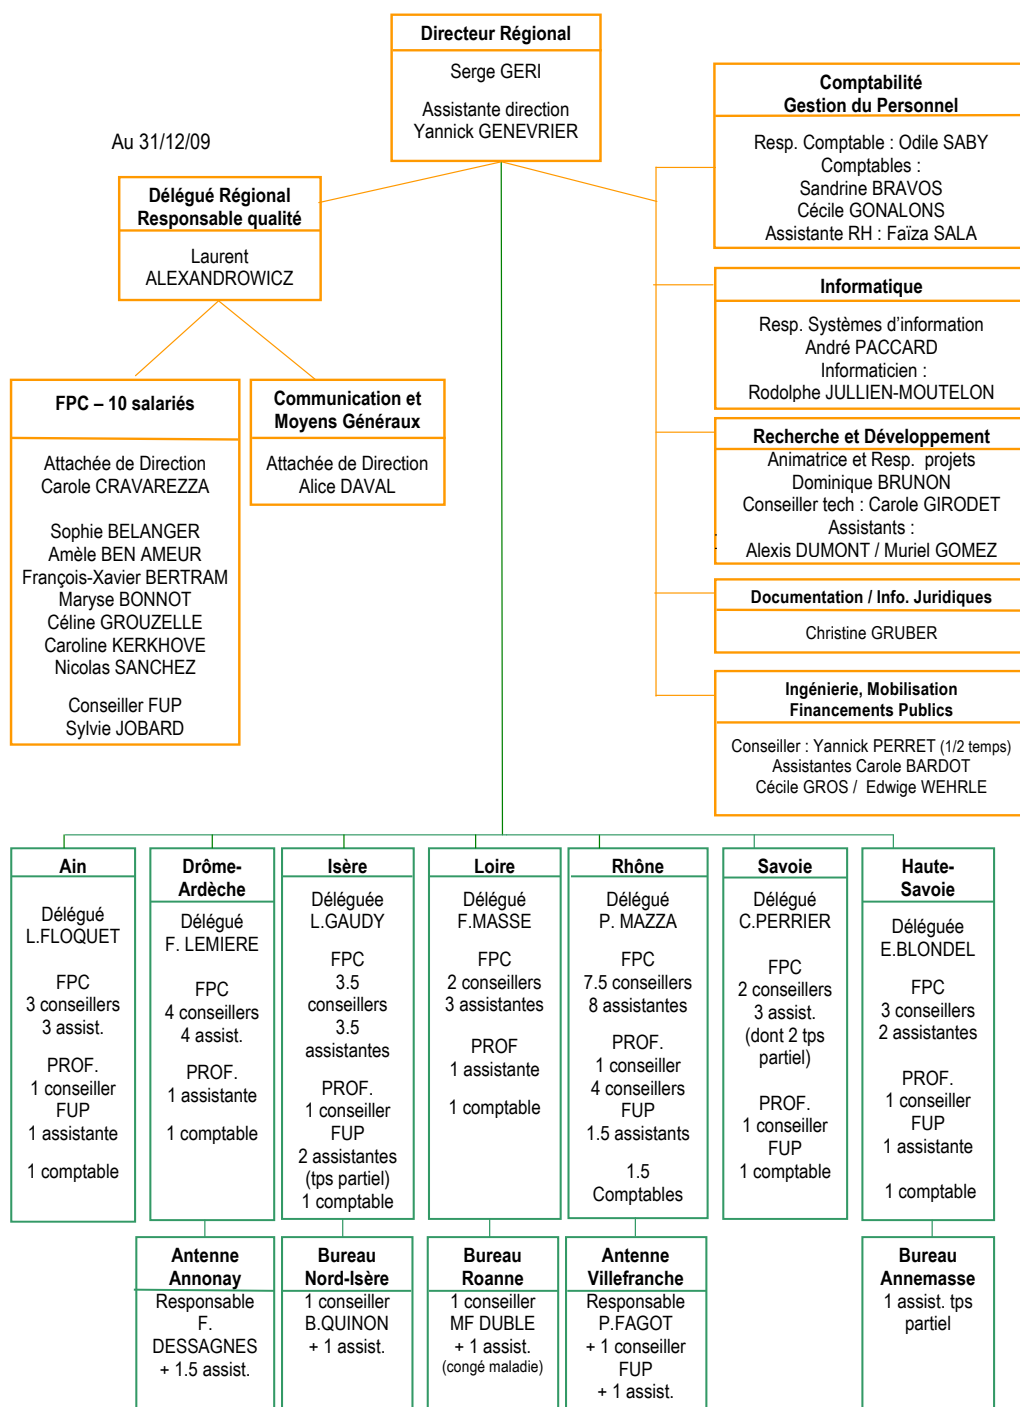 Directeur Régional
Serge GERI
Assistante direction
Yannick GENEVRIER
Au 31/12/09
Délégué Régional
Responsable qualité
Laurent
ALEXANDROWICZ
FPC – 10 salariés
Attachée de Direction
Carole CRAVAREZZA
Sophie BELANGER
Amèle BEN AMEUR
François-Xavier BERTRAM
Maryse BONNOT
Céline GROUZELLE
Caroline KERKHOVE
Nicolas SANCHEZ
Conseiller FUP
Sylvie JOBARD
Communication et
Moyens Généraux
Attachée de Direction
Alice DAVAL
Comptabilité
Gestion du Personnel
Resp. Comptable : Odile SABY
Comptables :
Sandrine BRAVOS
Cécile GONALONS
Assistante RH : Faïza SALA
Informatique
Resp. Systèmes d’information
André PACCARD
Informaticien :
Rodolphe JULLIEN-MOUTELON
Recherche et Développement
Animatrice et Resp. projets
Dominique BRUNON
Conseiller tech : Carole GIRODET
Assistants :
Alexis DUMONT / Muriel GOMEZ
Documentation / Info. Juridiques
Christine GRUBER
Ingénierie, Mobilisation
Financements Publics
Conseiller : Yannick PERRET (1/2 temps)
Assistantes Carole BARDOT
Cécile GROS / Edwige WEHRLE
Ain
Délégué
L.FLOQUET
FPC
3 conseillers
3 assist.
PROF.
1 conseiller
FUP
1 assistante
1 comptable
Drôme-
Ardèche
Délégué
F. LEMIERE
FPC
4 conseillers
4 assist.
PROF.
1 assistante
1 comptable
Isère
Déléguée
L.GAUDY
FPC
3.5
conseillers
3.5
assistantes
PROF.
1 conseiller
FUP
2 assistantes
(tps partiel)
1 comptable
Loire
Délégué
F.MASSE
FPC
2 conseillers
3 assistantes
PROF
1 assistante
1 comptable
Rhône
Délégué
P. MAZZA
FPC
7.5 conseillers
8 assistantes
PROF.
1 conseiller
4 conseillers
FUP
1.5 assistants
1.5
Comptables
Savoie
Délégué
C.PERRIER
FPC
2 conseillers
3 assist.
(dont 2 tps
partiel)
PROF.
1 conseiller
FUP
1 comptable
Haute-
Savoie
Déléguée
E.BLONDEL
FPC
3 conseillers
2 assistantes
PROF.
1 conseiller
FUP
1 assistante
1 comptable
Antenne
Annonay
Responsable
F.
DESSAGNES
+ 1.5 assist.
Bureau
Nord-Isère
1 conseiller
B.QUINON
+ 1 assist.
Bureau
Roanne
1 conseiller
MF DUBLE
+ 1 assist.
(congé maladie)
Antenne
Villefranche
Responsable
P.FAGOT
+ 1 conseiller
FUP
+ 1 assist.
Bureau
Annemasse
1 assist. tps
partiel